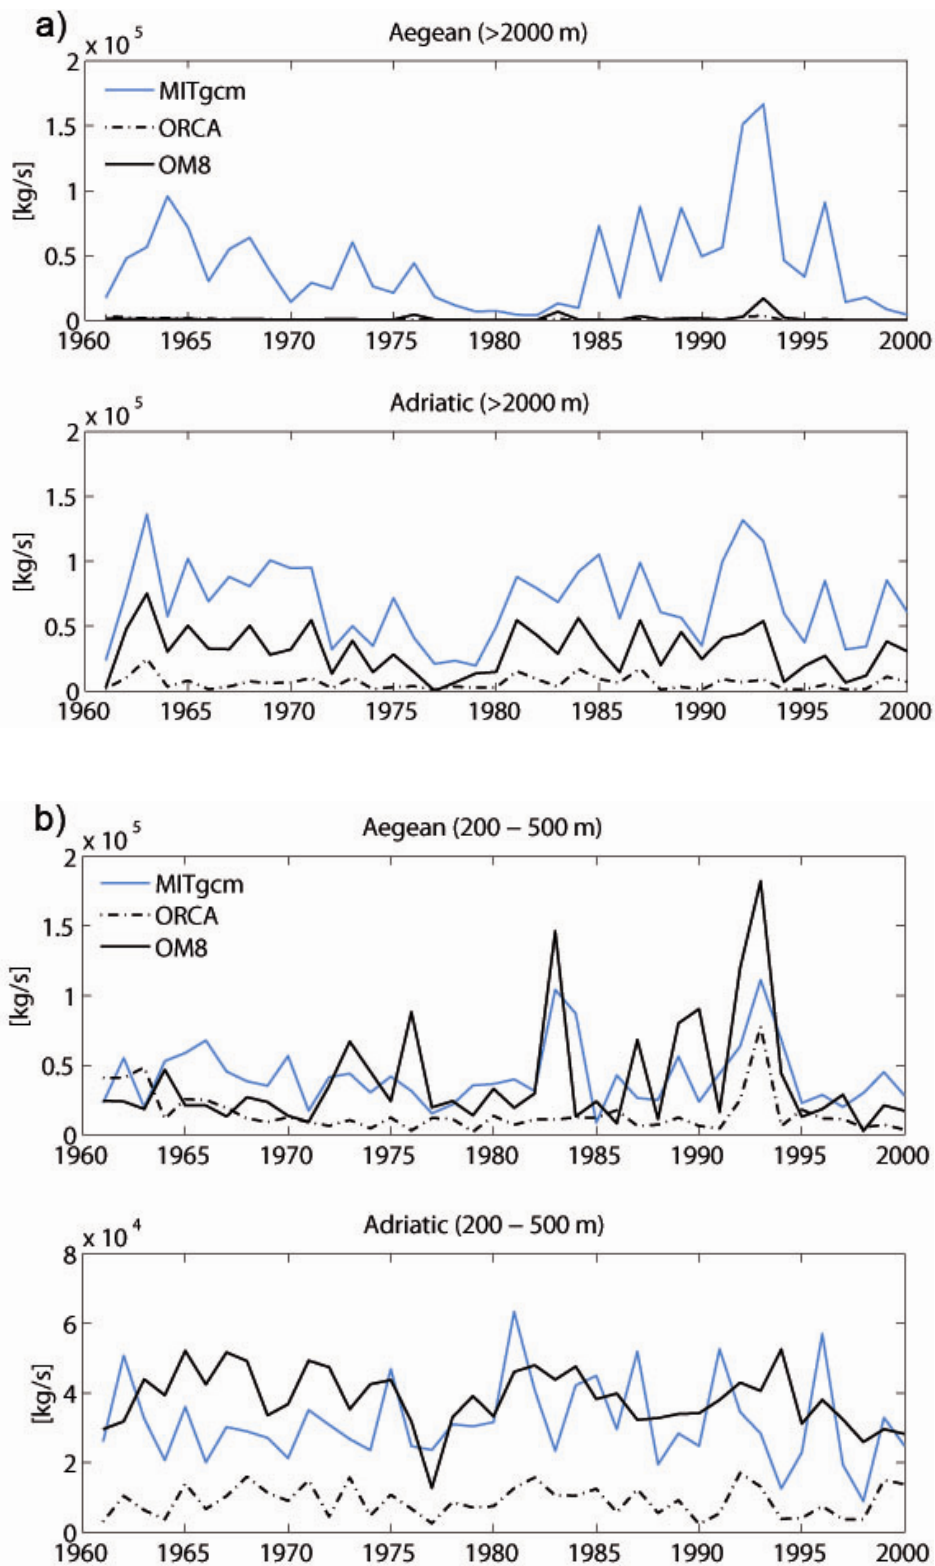 a)
Aegean (>2000 m)
x 10 5
2
1.5
1
0.5
0
[kg/s]
MITgcm
ORCA
OM8
1960 1965 1970 1975 1980 1985 1990 1995 2000
Adriatic (>2000 m)
x 10 5
2
1.5
1
0.5
0
[kg/s]
1960 1965 1970 1975 1980 1985 1990 1995 2000
b)
Aegean (200 – 500 m)
x 10 5
2
1.5
1
0.5
0
[kg/s]
MITgcm
ORCA
OM8
1960 1965 1970 1975 1980 1985 1990 1995 2000
Adriatic (200 – 500 m)
x 10 4
8
6
4
2
0
[kg/s]
1960 1965 1970 1975 1980 1985 1990 1995 2000